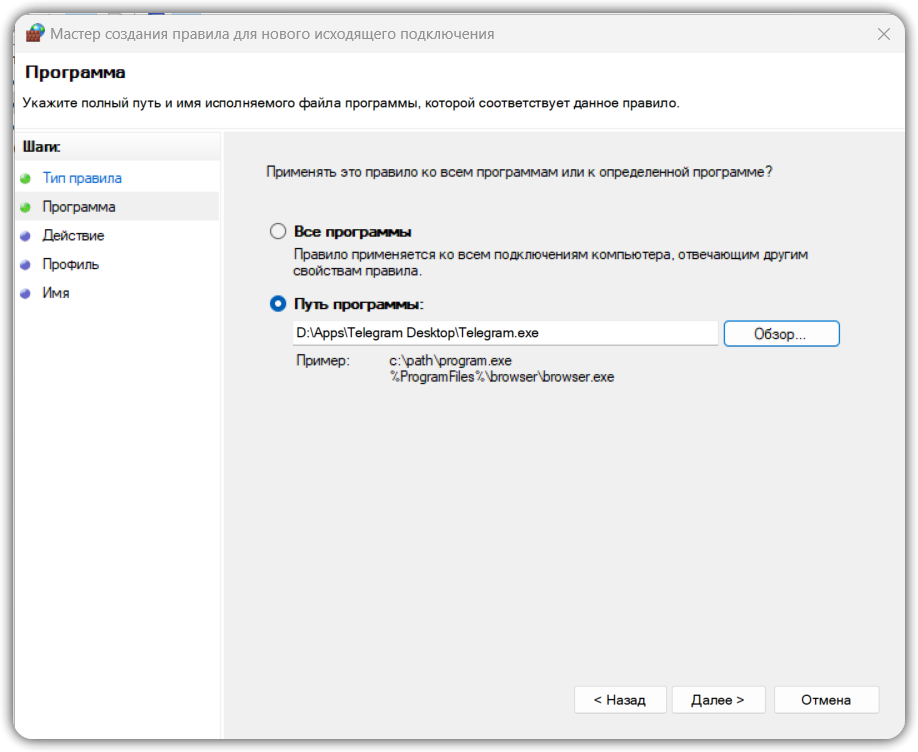 Мастер создания правила для нового исходящего подключения
Программа
Укажите полный путь и имя исполняемого файла программы, которой соответствует данное правило.
Шаги:
Тип правила
Программа
Действие
Профиль
Имя
Применять это правило ко всем программам или к определенной программе?
Все программы
Правило применяется ко всем подключениям компьютера, отвечающим другим
свойствам правила.
Путь программы:
D:\Apps\Telegram Desktop\Telegram.exe
Обзор...
Пример: c:\path\program.exe
%ProgramFiles%\browser\browser.exe
< Назад Далее > Отмена